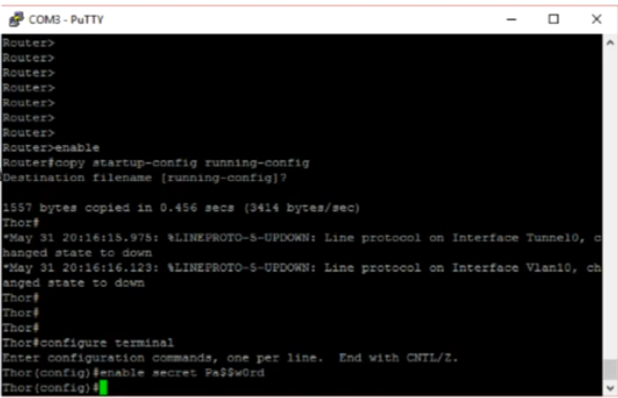 COM3 - PuTTY
Router>
Router>
Router>
Router>
Router>
Router>
Router>
Router>enable
Router#copy startup-config running-config
Destination filename [running-config]?
1557 bytes copied in 0.456 secs (3414 bytes/sec)
Thor#
*May 31 20:16:15.975: %LINEPROTO-5-UPDOWN: Line protocol on Interface Tunnel0, c
hanged state to down
*May 31 20:16:16.123: %LINEPROTO-5-UPDOWN: Line protocol on Interface Vlan10, ch
anged state to down
Thor#
Thor#
Thor#
Thor#configure terminal
Enter configuration commands, one per line.  End with CNTL/Z.
Thor(config)#enable secret Pa$$w0rd
Thor(config)#